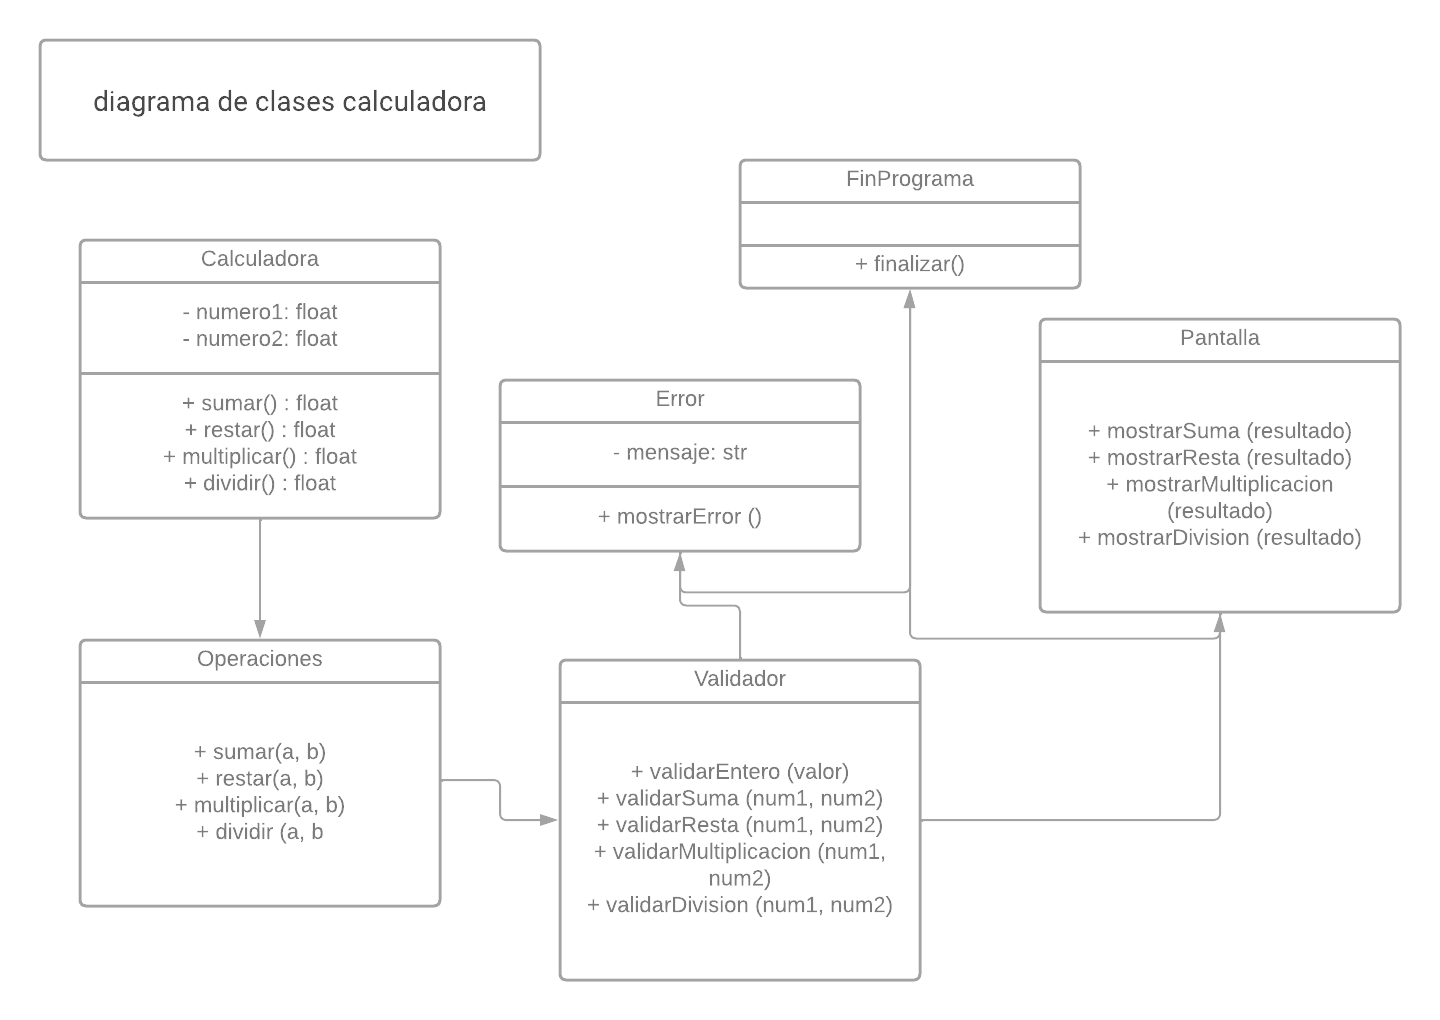 diagrama de clases calculadora
FinPrograma
+ finalizar()
Calculadora
- numero1: float
- numero2: float
+ sumar() : float
+ restar() : float
+ multiplicar() : float
+ dividir() : float
Error
- mensaje: str
+ mostrarError ()
Pantalla
+ mostrarSuma (resultado)
+ mostrarResta (resultado)
+ mostrarMultiplicacion
(resultado)
+ mostrarDivision (resultado)
Operaciones
+ sumar(a, b)
+ restar(a, b)
+ multiplicar(a, b)
+ dividir (a, b
Validador
+ validarEntero (valor)
+ validarSuma (num1, num2)
+ validarResta (num1, num2)
+ validarMultiplicacion (num1,
num2)
+ validarDivision (num1, num2)